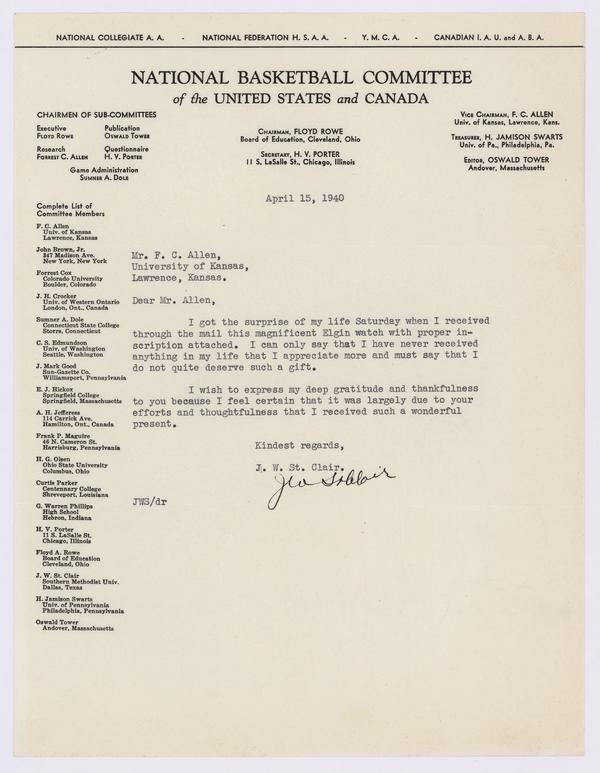 NATIONAL COLLEGIATE A. A. - NATIONAL FEDERATION H. S. A. A. - Y. M. C. A. - CANADIAN I. A. U. and A. B. A.
NATIONAL BASKETBALL COMMITTEE
of the UNITED STATES and CANADA
CHAIRMEN OF SUB-COMMITTEES
Executive
FLOYD ROWE
Publication
OSWALD TOWER
Research
FORREST C. ALLEN
Questionnaire
H. V. PORTER
Game Administration
SUMNER A. DOLE
CHAIRMAN, FLOYD ROWE
Board of Education, Cleveland, Ohio
SECRETARY, H. V. PORTER
11 S. LaSalle St., Chicago, Illinois
VICE CHAIRMAN, F. C. ALLEN
Univ. of Kansas, Lawrence, Kans.
TREASURER, H. JAMISON SWARTS
Univ. of Pa., Philadelphia, Pa.
EDITOR, OSWALD TOWER
Andover, Massachusetts
Complete List of
Committee Members
F. C. Allen
Univ. of Kansas
Lawrence, Kansas
John Brown, Jr.
347 Madison Ave.
New York, New York
Forrest Cox
Colorado University
Boulder, Colorado
J. H. Crocker
Univ. of Western Ontario
London, Ont., Canada
Sumner A. Dole
Connecticut State College
Storrs, Connecticut
C. S. Edmundson
Univ. of Washington
Seattle, Washington
J. Mark Good
Sun-Gazette Co.
Williamsport, Pennsylvania
E. J. Hickox
Springfield College
Springfield, Massachusetts
A. H. Jefferess
114 Carrick Ave.
Hamilton, Ont., Canada
Frank P. Maguire
46 N. Cameron St.
Harrisburg, Pennsylvania
H. G. Olsen
Ohio State University
Columbus, Ohio
Curtis Parker
Centenary College
Shreveport, Louisiana
G. Warren Phillips
High School
Hebron, Indiana
H. V. Porter
11 S. LaSalle St.
Chicago, Illinois
Floyd A. Rowe
Board of Education
Cleveland, Ohio
J. W. St. Clair
Southern Methodist Univ.
Dallas, Texas
H. Jamison Swarts
Univ. of Pennsylvania
Philadelphia, Pennsylvania
Oswald Tower
Andover, Massachusetts
April 15, 1940
Mr. F. C. Allen,
University of Kansas,
Lawrence, Kansas.
Dear Mr. Allen,
I got the surprise of my life Saturday when I received
through the mail this magnificent Elgin watch with proper in-
scription attached. I can only say that I have never received
anything in my life that I appreciate more and must say that I
do not quite deserve such a gift.
I wish to express my deep gratitude and thankfulness
to you because I feel certain that it was largely due to your
efforts and thoughtfulness that I received such a wonderful
present.
Kindest regards,
J. W. St. Clair.
JW StClair
JWS/dr